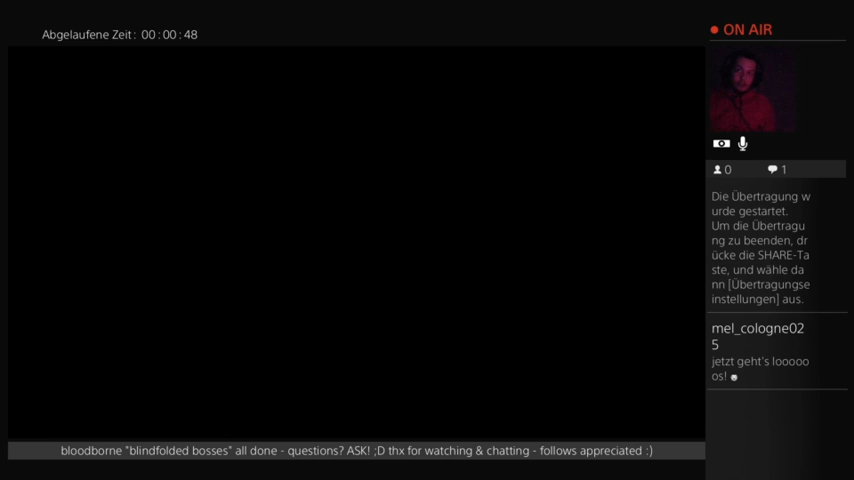 Abgelaufene Zeit: 00:00:48
ON AIR
0 1
Die Übertragung w
urde gestartet.
Um die Übertragu
ng zu beenden, dr
ücke die SHARE-Ta
ste, und wähle da
nn [Übertragungse
instellungen] aus.
mel_cologne02
5
jetzt geht's looooo
os!
bloodborne "blindfolded bosses" all done - questions? ASK! ;D thx for watching & chatting - follows appreciated :)